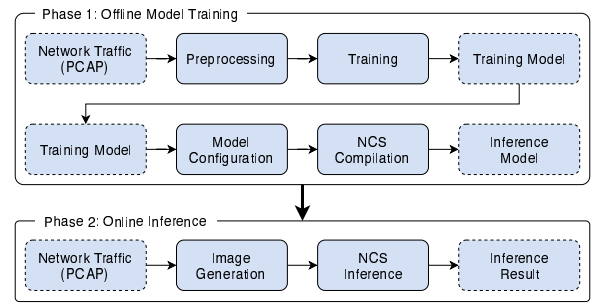 Phase 1: Offline Model Training
Network Traffic
(PCAP)
Preprocessing
Training
Training Model
Training Model
Model
Configuration
NCS
Compilation
Inference
Model
Phase 2: Online Inference
Network Traffic
(PCAP)
Image
Generation
NCS
Inference
Inference
Result